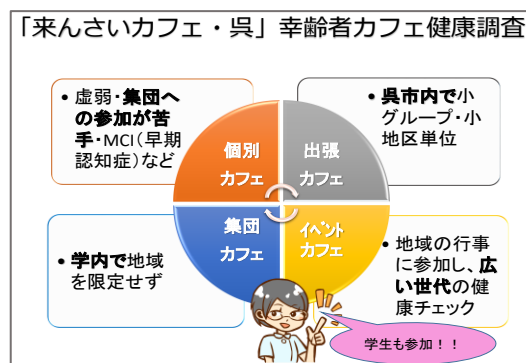 「来んさいカフェ・呉」幸齢者カフェ健康調査
• 虚弱・集団へ
の参加が苦
手・MCI（早期
認知症）など
• 呉市内で小
グループ・小
地区単位
個別
カフェ
出張
カフェ
集団
カフェ
イベント
カフェ
• 学内で地域
を限定せず
• 地域の行事
に参加し、広
い世代の健
康チェック
学生も参加！！